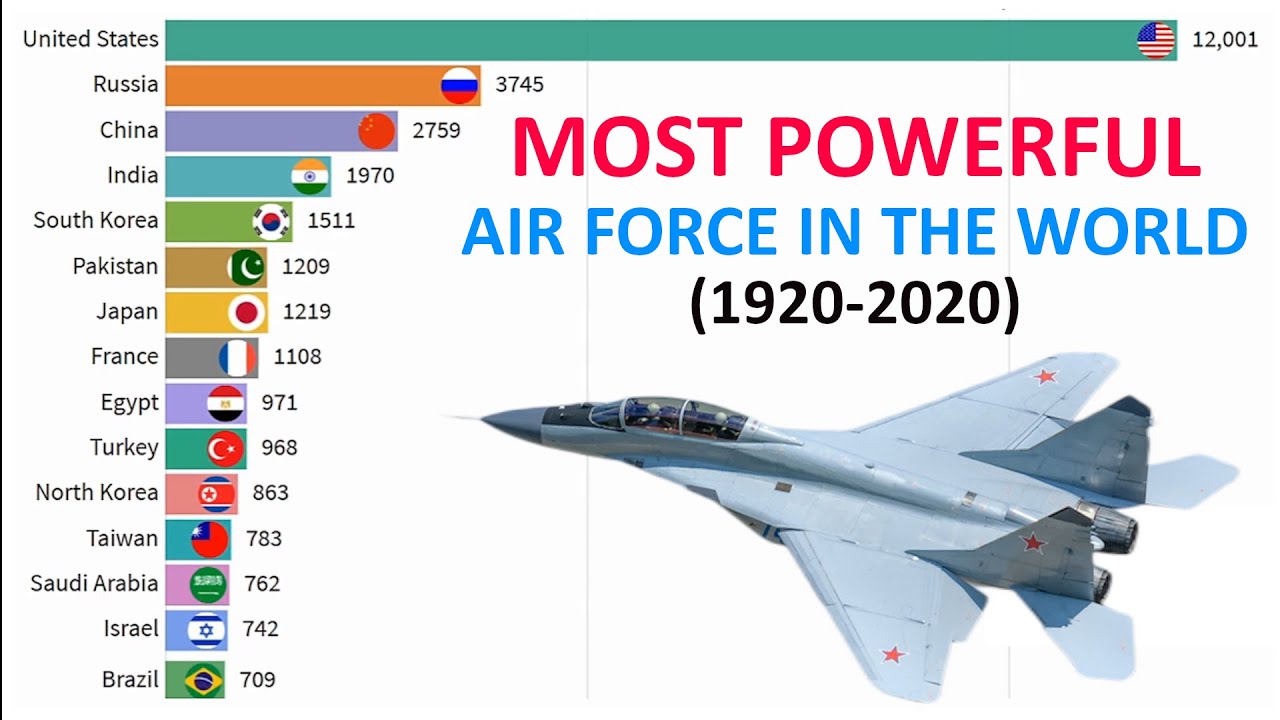 United States 12,001
Russia 3745
China 2759
India 1970
South Korea 1511
Pakistan 1209
Japan 1219
France 1108
Egypt 971
Turkey 968
North Korea 863
Taiwan 783
Saudi Arabia 762
Israel 742
Brazil 709
MOST POWERFUL
AIR FORCE IN THE WORLD
(1920-2020)